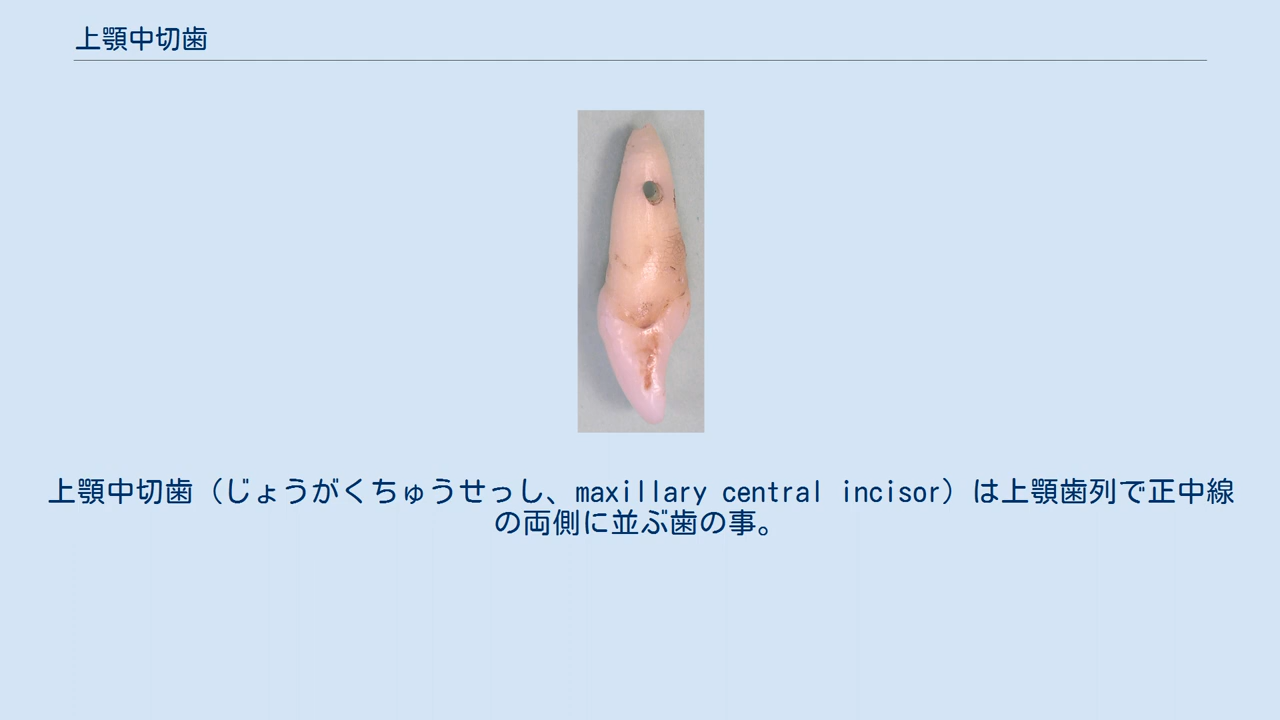 上顎中切歯
上顎中切歯（じょうがくちゅうせっし、maxillary central incisor）は上顎歯列で正中線
の両側に並ぶ歯の事。